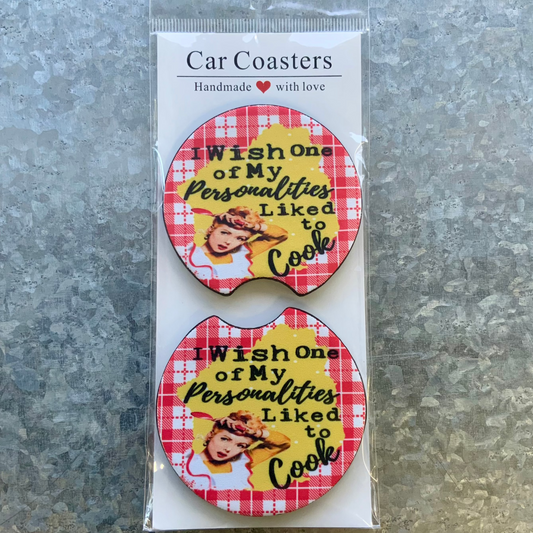 Car Coasters
Handmade ❤ with love
I Wish One
of My
Personalities
Liked
to
Cook
I Wish One
of My
Personalities
Liked
to
Cook